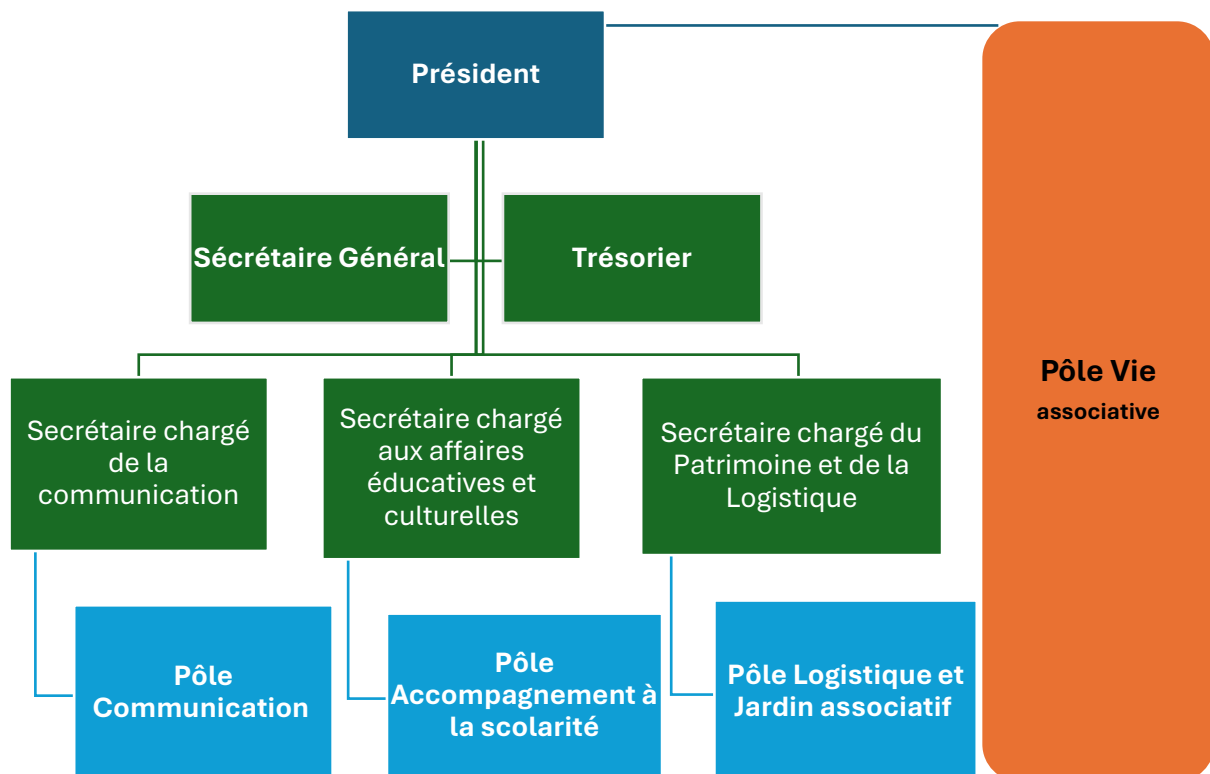 Président
Sécrétaire Général
Trésorier
Secrétaire chargé
de la
communication
Secrétaire chargé
aux affaires
éducatives et
culturelles
Secrétaire chargé du
Patrimoine et de la
Logistique
Pôle Vie
associative
Pôle
Communication
Pôle
Accompagnement à
la scolarité
Pôle Logistique et
Jardin associatif